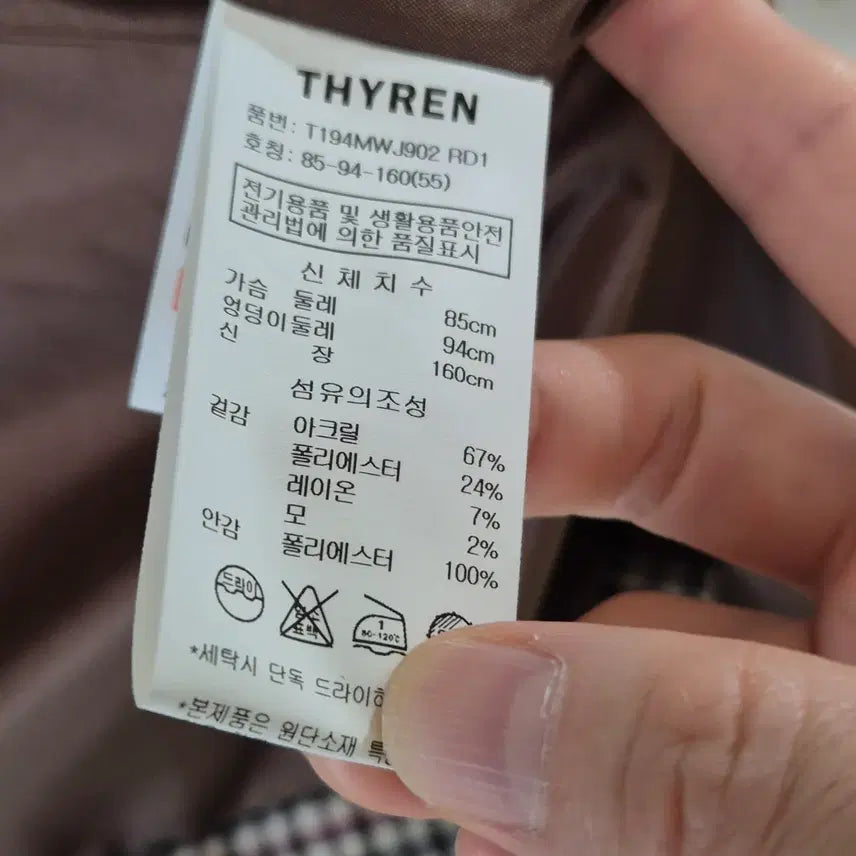 THYREN
품번: T194MWJ902 RD1
호칭: 85-94-160(55)
전기용품 및 생활용품안전
관리법에 의한 품질표시
신체치수
가슴 둘레 85cm
엉덩이둘레 94cm
신 장 160cm
섬유의조성
겉감 아크릴 67%
폴리에스터 24%
레이온 7%
모 2%
안감 폴리에스터 100%
드라이
표백
1
80-120℃
*세탁시 단독 드라이
*본제품은 원단소재